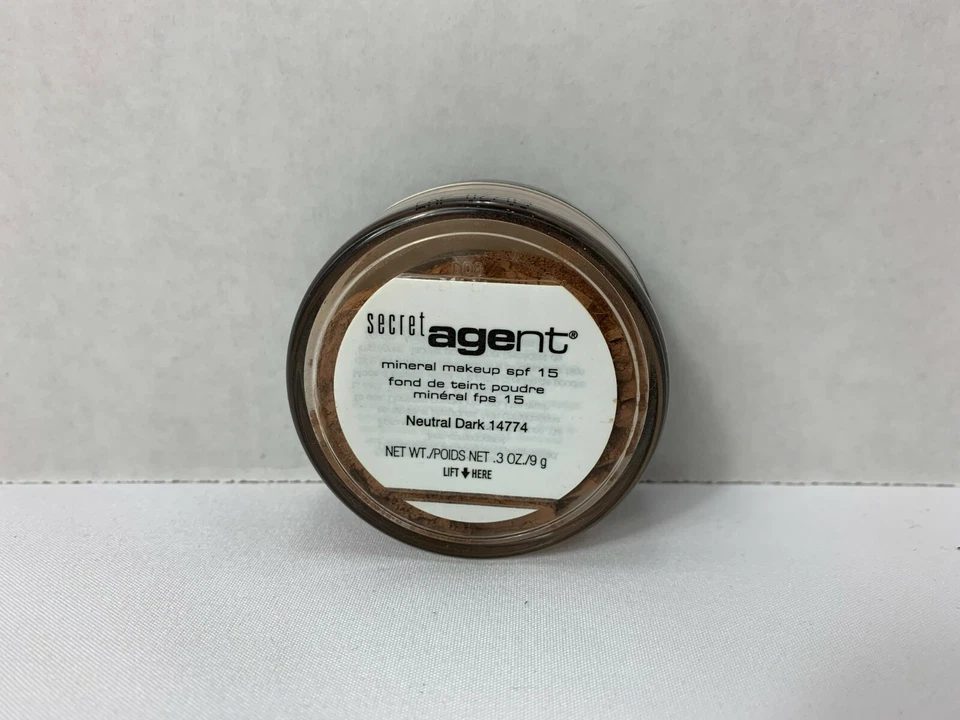 secret agent®
mineral makeup spf 15
fond de teint poudre
minéral fps 15
Neutral Dark 14774
NET WT./POIDS NET .3 OZ./9 g
LIFT HERE